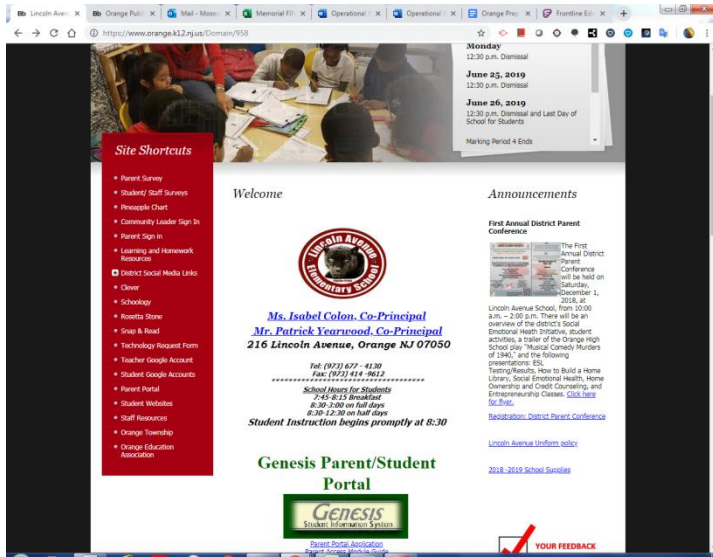 Lincoln Aven
Orange Publi
Mail - Moses
Memorial FFI
Operational
Operational
Orange Prep
Frontline Edu
https://www.orange.k12.nj.us/Domain/958
Monday
12:30 p.m. Dismissal
June 25, 2019
12:30 p.m. Dismissal
June 26, 2019
12:30 p.m. Dismissal and Last Day of
School for Students
Marking Period 4 Ends
Site Shortcuts
Parent Survey
Student/ Staff Surveys
Pineapple Chart
Community Leader Sign In
Parent Sign in
Learning and Homework
Resources
District Social Media Links
Clever
Schoology
Rosetta Stone
Snap & Read
Technology Request Form
Teacher Google Account
Student Google Accounts
Parent Portal
Student Websites
Staff Resources
Orange Township
Orange Education
Association
Welcome
Lincoln Avenue
Elementary School
Ms. Isabel Colon, Co-Principal
Mr. Patrick Yearwood, Co-Principal
216 Lincoln Avenue, Orange NJ 07050
Tel: (973) 677 - 4130
Fax: (973) 414 -9612
************************************
School Hours for Students
7:45-8:15 Breakfast
8:30-3:00 on full days
8:30-12:30 on half days
Student Instruction begins promptly at 8:30
Genesis Parent/Student
Portal
GENESIS
Student Information System
Parent Portal Application
Parent Access Module Guide
Announcements
First Annual District Parent
Conference
The First
Annual District
Parent
Conference
will be held on
Saturday,
December 1,
2018, at
Lincoln Avenue School, from 10:00
a.m. – 2:00 p.m. There will be an
overview of the district's Social
Emotional Heath Initiative, student
activities, a trailer of the Orange High
School play "Musical Comedy Murders
of 1940," and the following
presentations: ESL
Testing/Results, How to Build a Home
Library, Social Emotional Health, Home
Ownership and Credit Counseling, and
Entrepreneurship Classes. Click here
for flyer.
Registration: District Parent Conference
Lincoln Avenue Uniform policy
2018 -2019 School Supplies
YOUR FEEDBACK